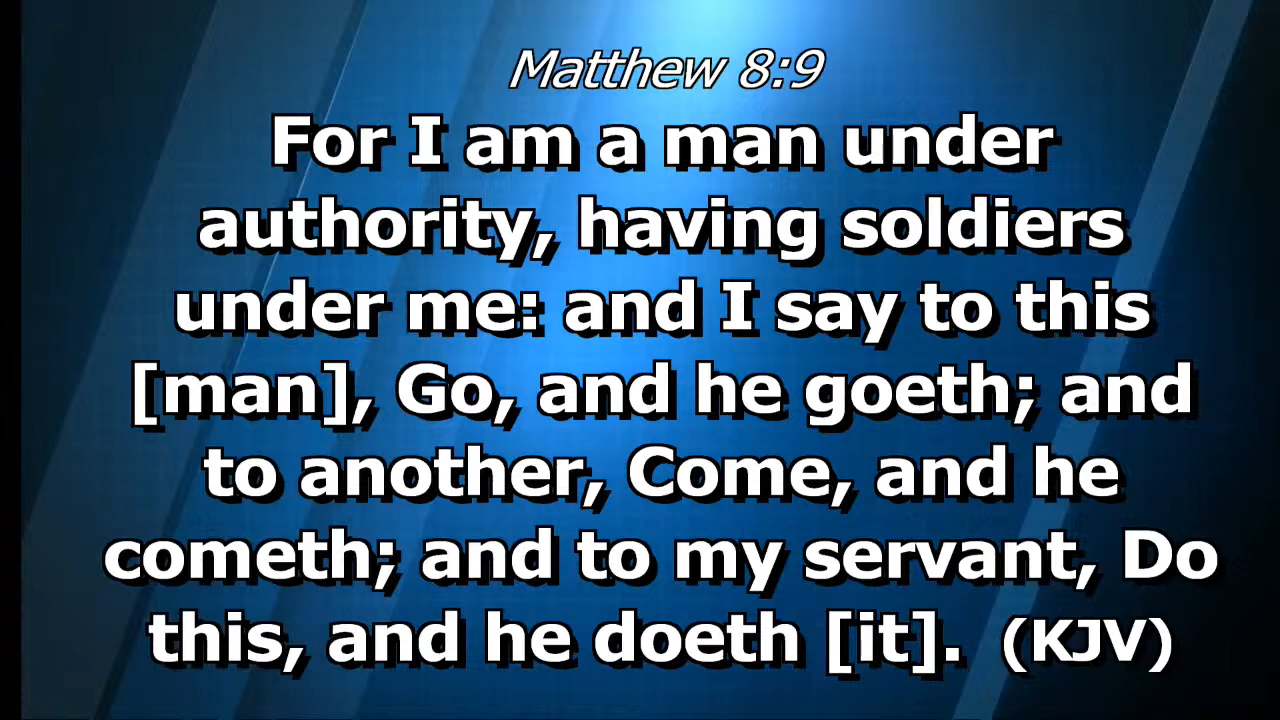 Matthew 8:9
For I am a man under
authority, having soldiers
under me: and I say to this
[man], Go, and he goeth; and
to another, Come, and he
cometh; and to my servant, Do
this, and he doeth [it]. (KJV)